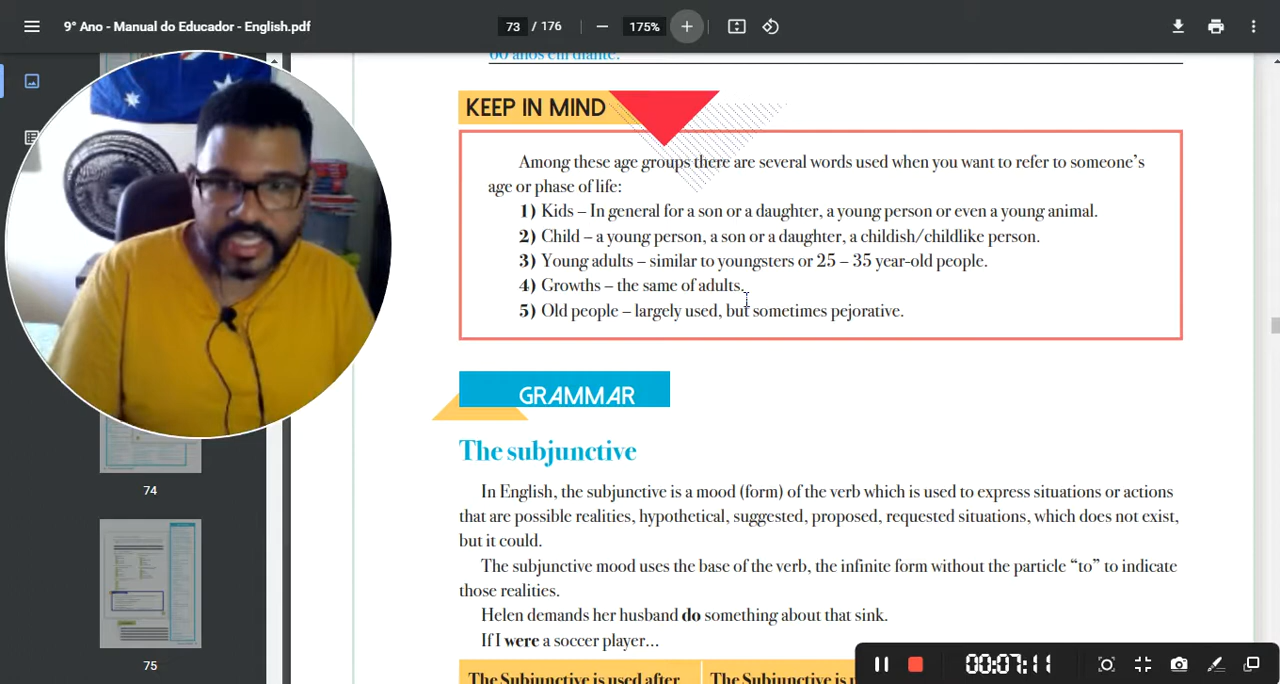 9° Ano - Manual do Educador - English.pdf
73 / 176
175%
60 anos em diante.
KEEP IN MIND
Among these age groups there are several words used when you want to refer to someone's
age or phase of life:
1) Kids – In general for a son or a daughter, a young person or even a young animal.
2) Child – a young person, a son or a daughter, a childish/childlike person.
3) Young adults – similar to youngsters or 25 – 35 year-old people.
4) Growths – the same of adults.
5) Old people – largely used, but sometimes pejorative.
GRAMMAR
The subjunctive
In English, the subjunctive is a mood (form) of the verb which is used to express situations or actions
that are possible realities, hypothetical, suggested, proposed, requested situations, which does not exist,
but it could.
The subjunctive mood uses the base of the verb, the infinite form without the particle “to” to indicate
those realities.
Helen demands her husband do something about that sink.
If I were a soccer player...
The Subjunctive is used after
The Subjunctive is
74
75
00:07:11